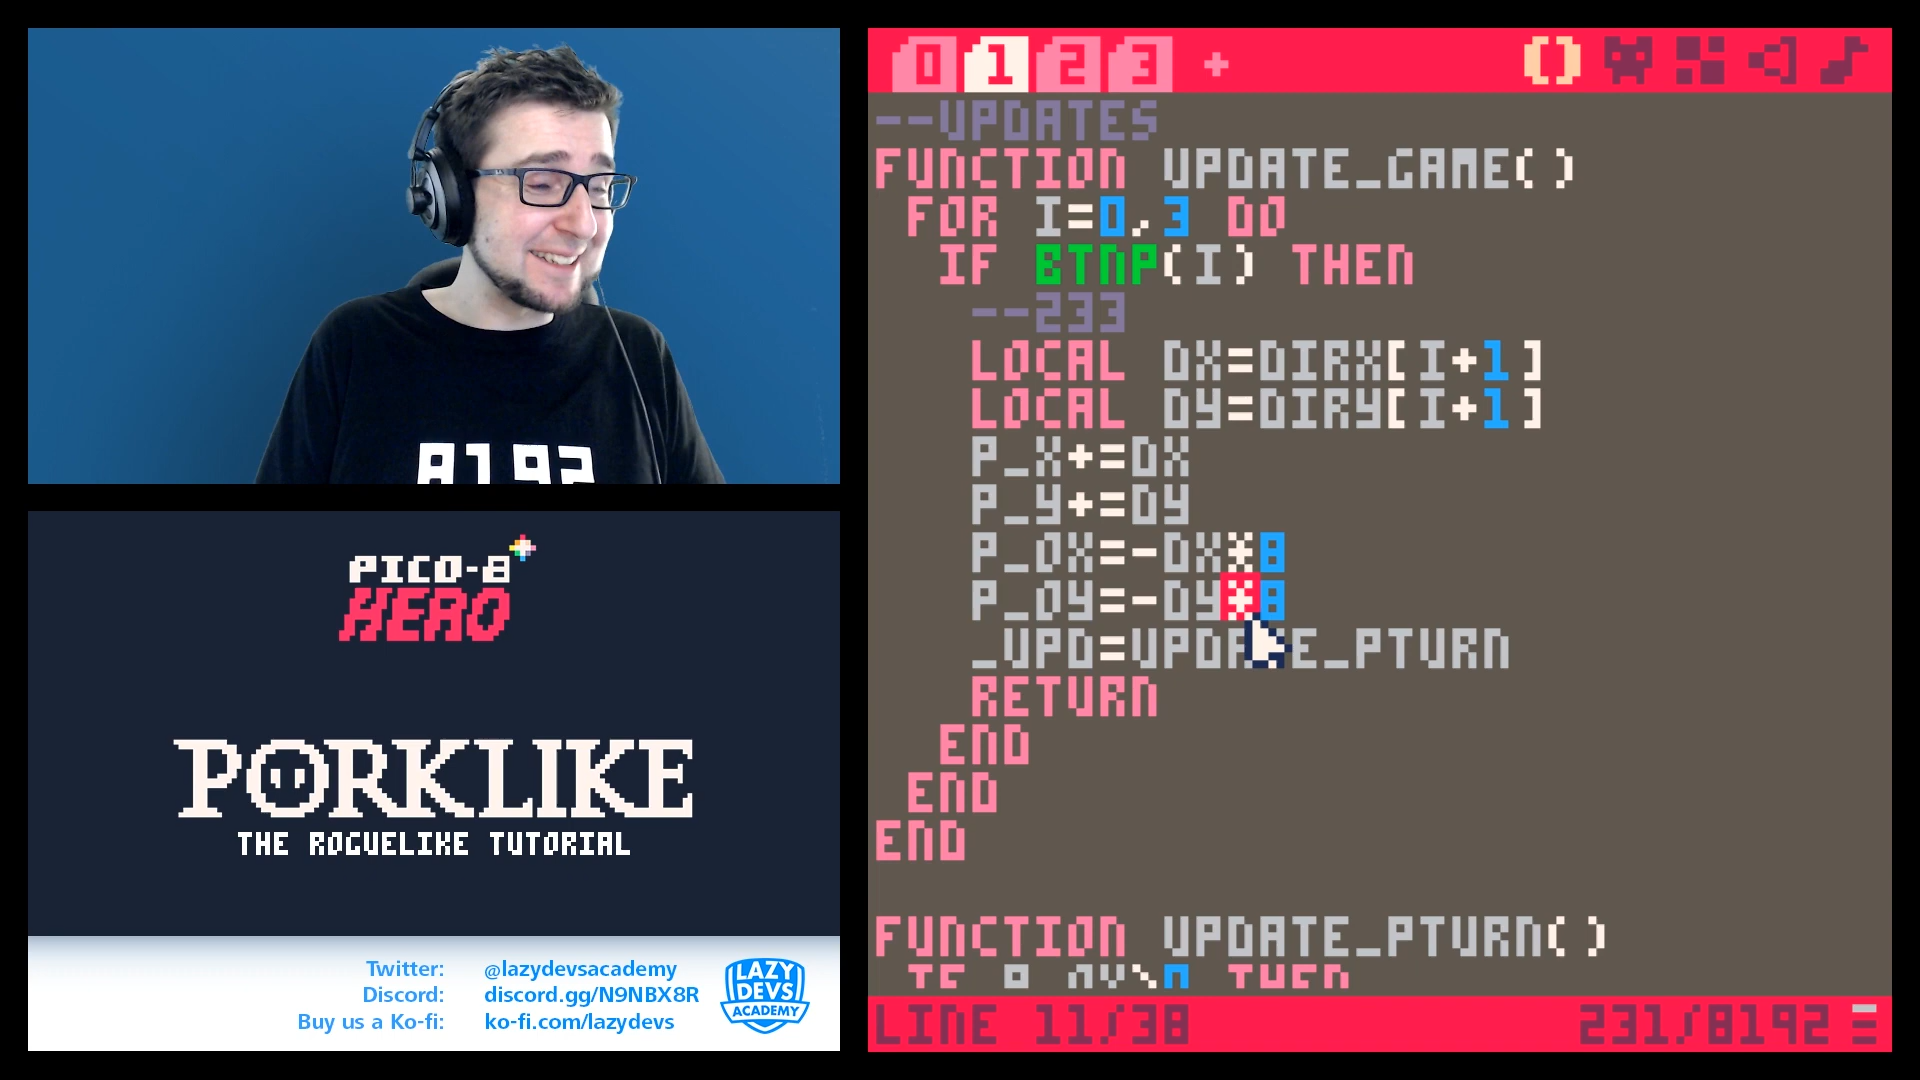 8192
PICO-8
HERO
PORKLIKE
THE ROGUELIKE TUTORIAL
Twitter: @lazydevsacademy
Discord: discord.gg/N9NBX8R
Buy us a Ko-fi: ko-fi.com/lazydevs
LAZY
DEVS
ACADEMY
0 1 2 3 +
--UPDATES
FUNCTION UPDATE_GAME()
FOR I=0,3 DO
IF BTNP(I) THEN
--233
LOCAL DX=DIRX[I+1]
LOCAL DY=DIRY[I+1]
P_X+=DX
P_Y+=DY
P_OX=-DX*8
P_OY=-DY*8
_UPD=UPDATE_PTURN
RETURN
END
END
END
FUNCTION UPDATE_PTURN()
IF THEN
LINE 11/38
231/8192